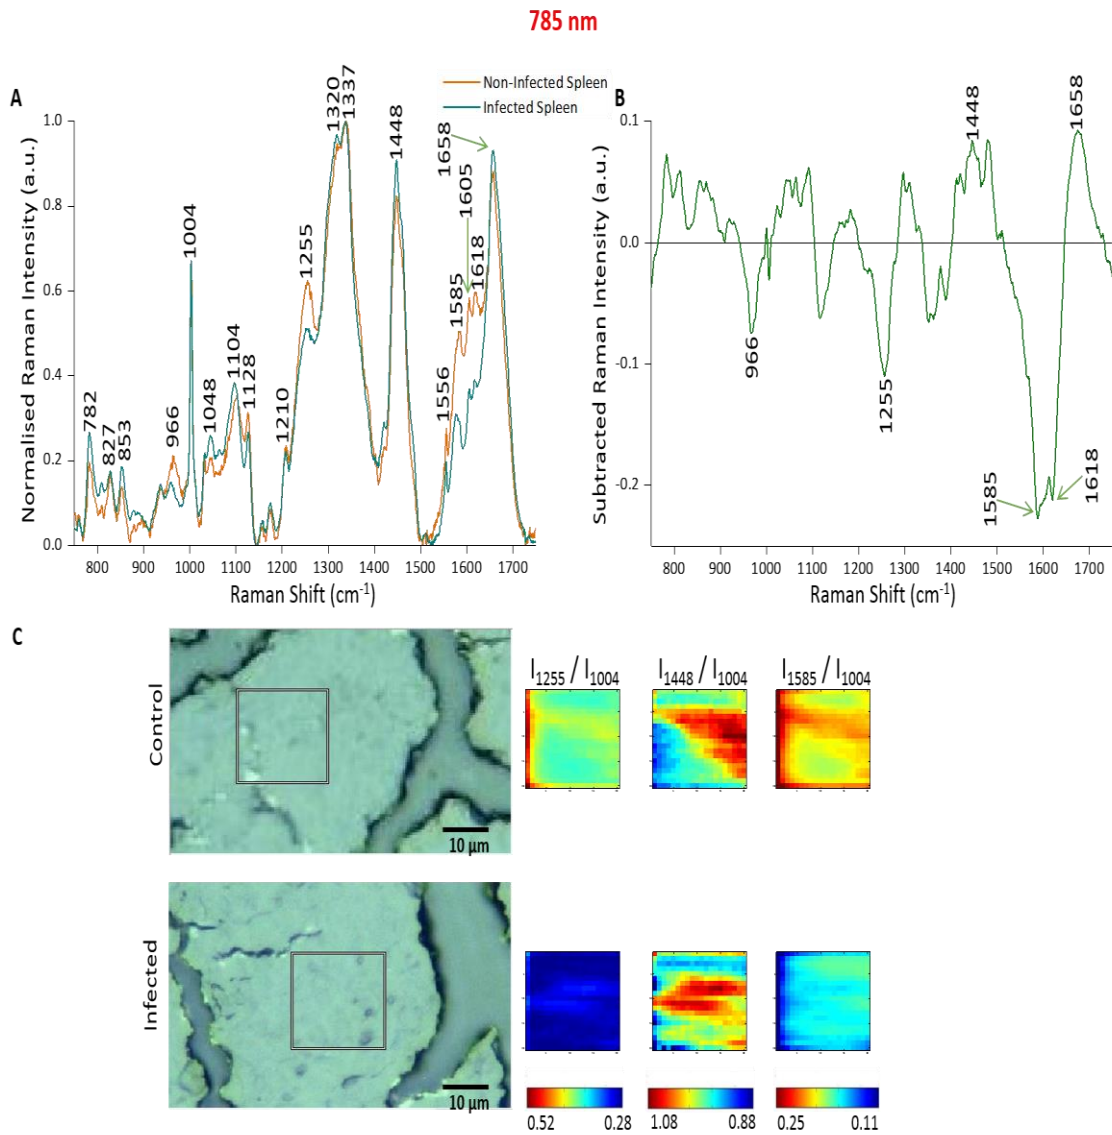 785 nm
A
Non-Infected Spleen
Infected Spleen
Normalised Raman Intensity (a.u.)
1.0
0.8
0.6
0.4
0.2
0.0
782
827
853
966
1004
1048
1104
1128
1210
1255
1320
1337
1448
1556
1585
1605
1618
1658
800 900 1000 1100 1200 1300 1400 1500 1600 1700
Raman Shift (cm⁻¹)
B
Subtracted Raman Intensity (a.u.)
0.1
0.0
-0.1
-0.2
966
1255
1448
1585
1618
1658
800 900 1000 1100 1200 1300 1400 1500 1600 1700
Raman Shift (cm⁻¹)
C
Control
10 µm
I₁₂₅₅ / I₁₀₀₄
I₁₄₄₈ / I₁₀₀₄
I₁₅₈₅ / I₁₀₀₄
Infected
10 µm
0.52 0.28
1.08 0.88
0.25 0.11